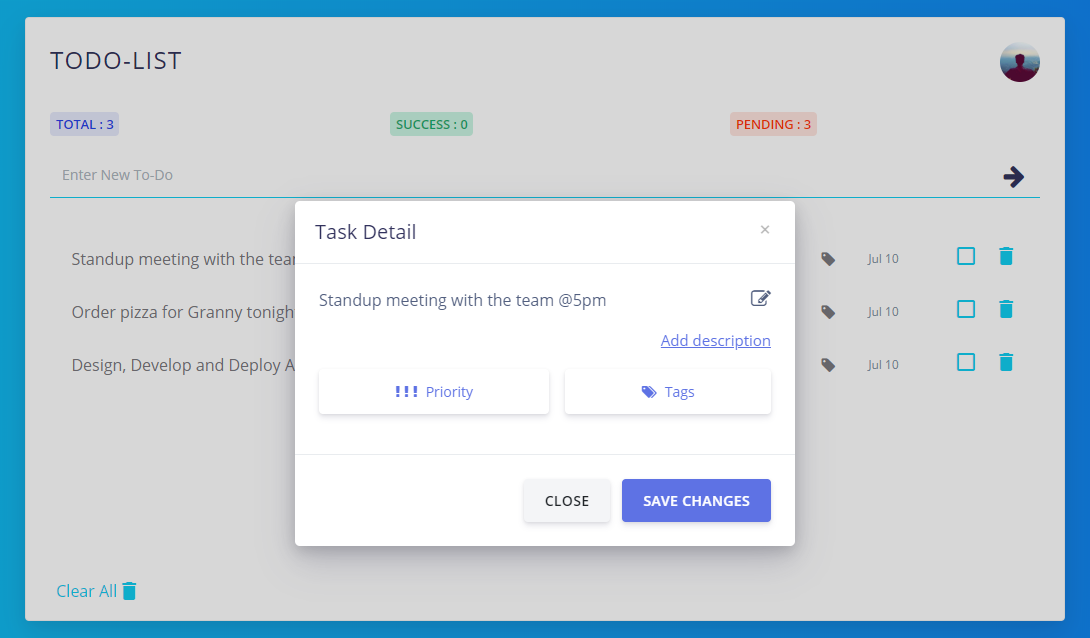 TODO-LIST
TOTAL : 3 SUCCESS : 0 PENDING : 3
Enter New To-Do
Task Detail ×
Standup meeting with the Jul 10
Order pizza for Granny Jul 10
Design, Develop and Deploy Jul 10
Standup meeting with the team @5pm
Add description
!!! Priority Tags
CLOSE SAVE CHANGES
Clear All